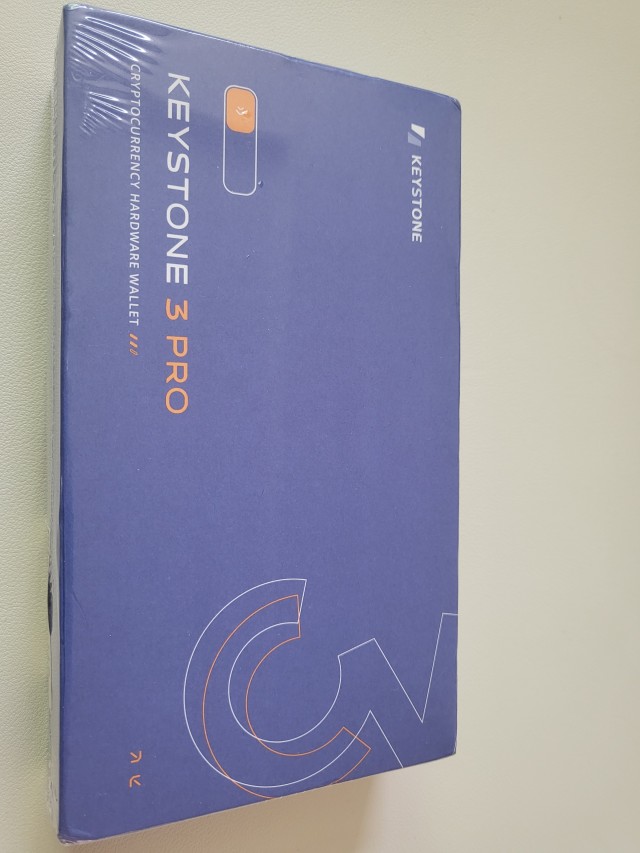 KEYSTONE
KEYSTONE 3 PRO
CRYPTOCURRENCY HARDWARE WALLET